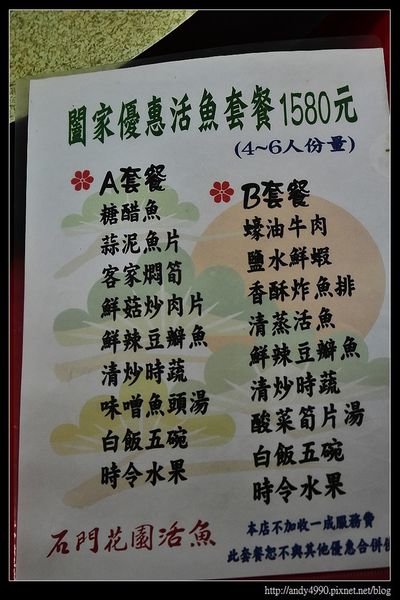 闔家優惠活魚套餐1580元
(4~6人份量)
A套餐
糖醋魚
蒜泥魚片
客家燜筍
鮮菇炒肉片
鮮辣豆瓣魚
清炒時蔬
味噌魚頭湯
白飯五碗
時令水果
B套餐
蠔油牛肉
鹽水鮮蝦
香酥炸魚排
清蒸活魚
鮮辣豆瓣魚
清炒時蔬
酸菜筍片湯
白飯五碗
時令水果
石門花園活魚
本店不加收一成服務費
此套餐恕不與其他優惠合併
http://andy4990.pixnet.net/blog